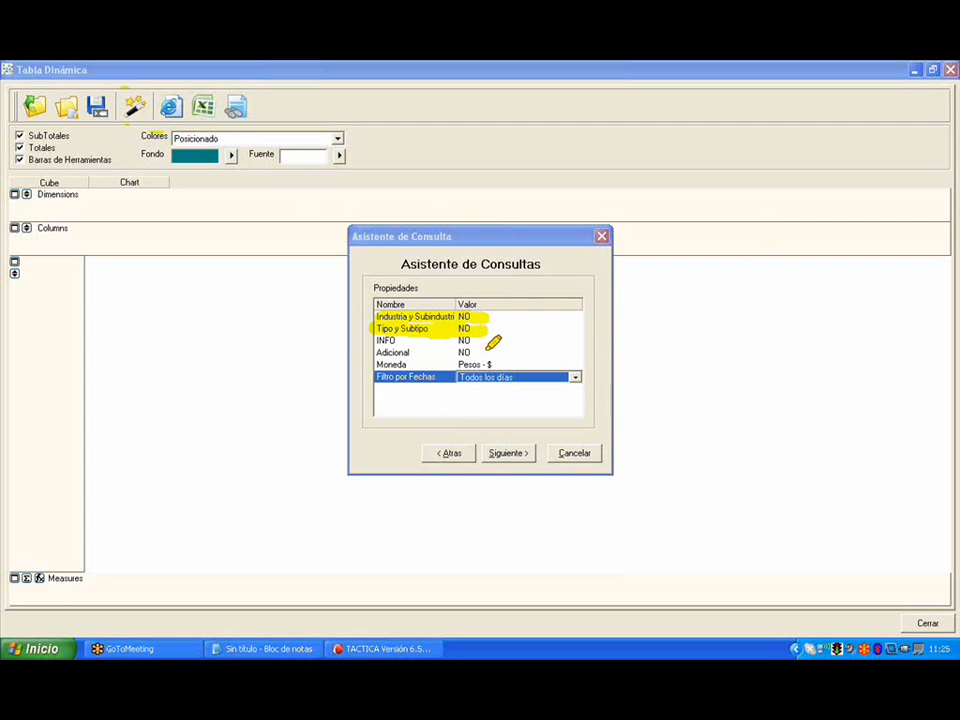 Tabla Dinámica
SubTotales
Totales
Barras de Herramientas
Colores
Posicionado
Fondo
Fuente
Cube
Chart
Dimensions
Columns
Asistente de Consulta
Asistente de Consultas
Propiedades
Nombre Valor
Industria y Subindustri NO
Tipo y Subtipo NO
INFO NO
Adicional NO
Moneda Pesos - $
Filtro por Fechas Todos los días
< Atras
Siguiente >
Cancelar
Measures
Cerrar
Inicio
GoToMeeting
Sin título - Bloc de notas
TACTICA Versión 6.5...
11:25